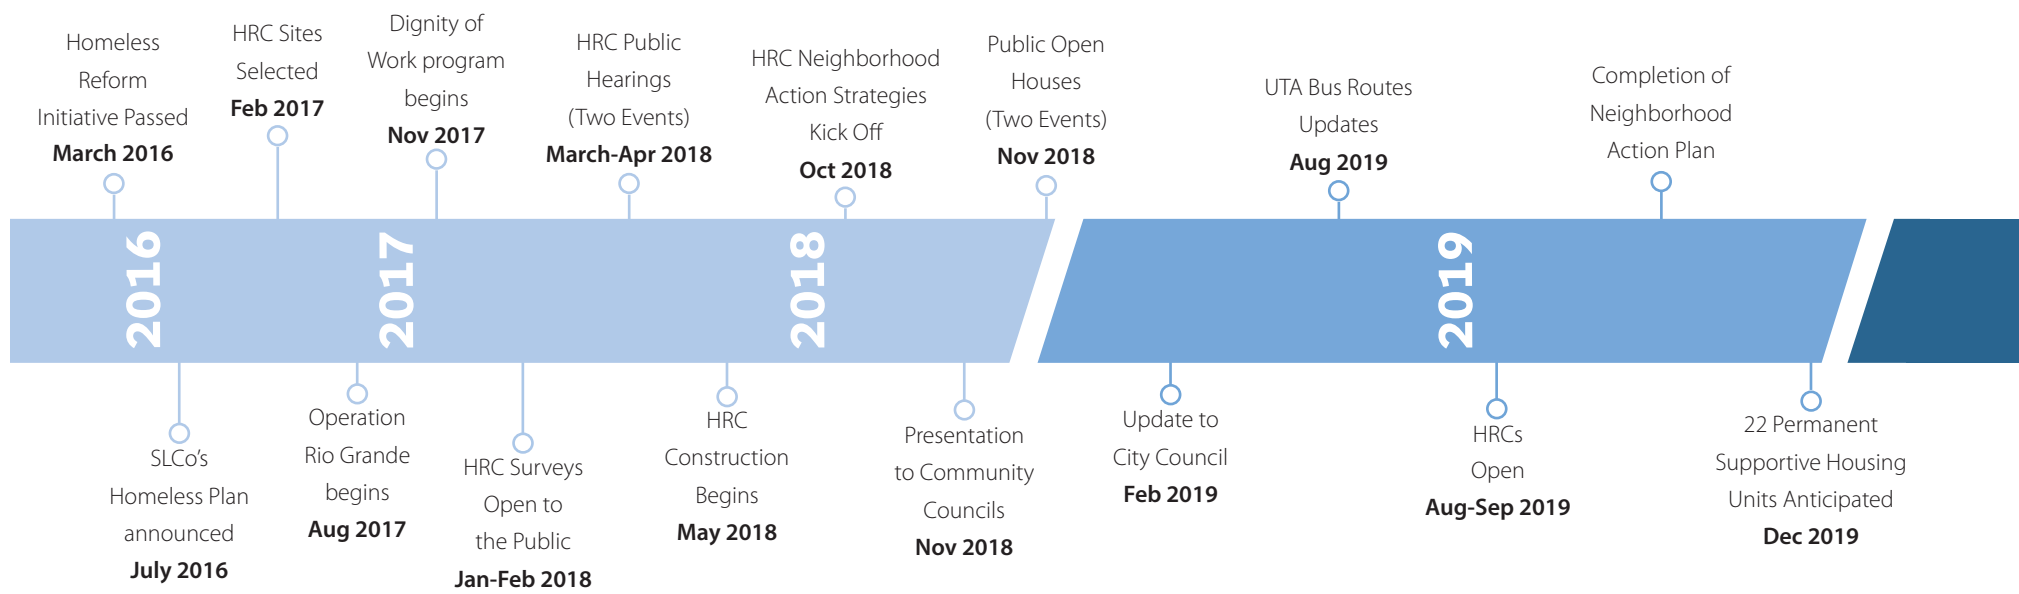 Homeless
Reform
Initiative Passed
March 2016
HRC Sites
Selected
Feb 2017
Dignity of
Work program
begins
Nov 2017
HRC Public
Hearings
(Two Events)
March-Apr 2018
HRC Neighborhood
Action Strategies
Kick Off
Oct 2018
Public Open
Houses
(Two Events)
Nov 2018
UTA Bus Routes
Updates
Aug 2019
Completion of
Neighborhood
Action Plan
2016
2017
2018
2019
SLCo's
Homeless Plan
announced
July 2016
Operation
Rio Grande
begins
Aug 2017
HRC Surveys
Open to
the Public
Jan-Feb 2018
HRC
Construction
Begins
May 2018
Presentation
to Community
Councils
Nov 2018
Update to
City Council
Feb 2019
HRCs
Open
Aug-Sep 2019
22 Permanent
Supportive Housing
Units Anticipated
Dec 2019